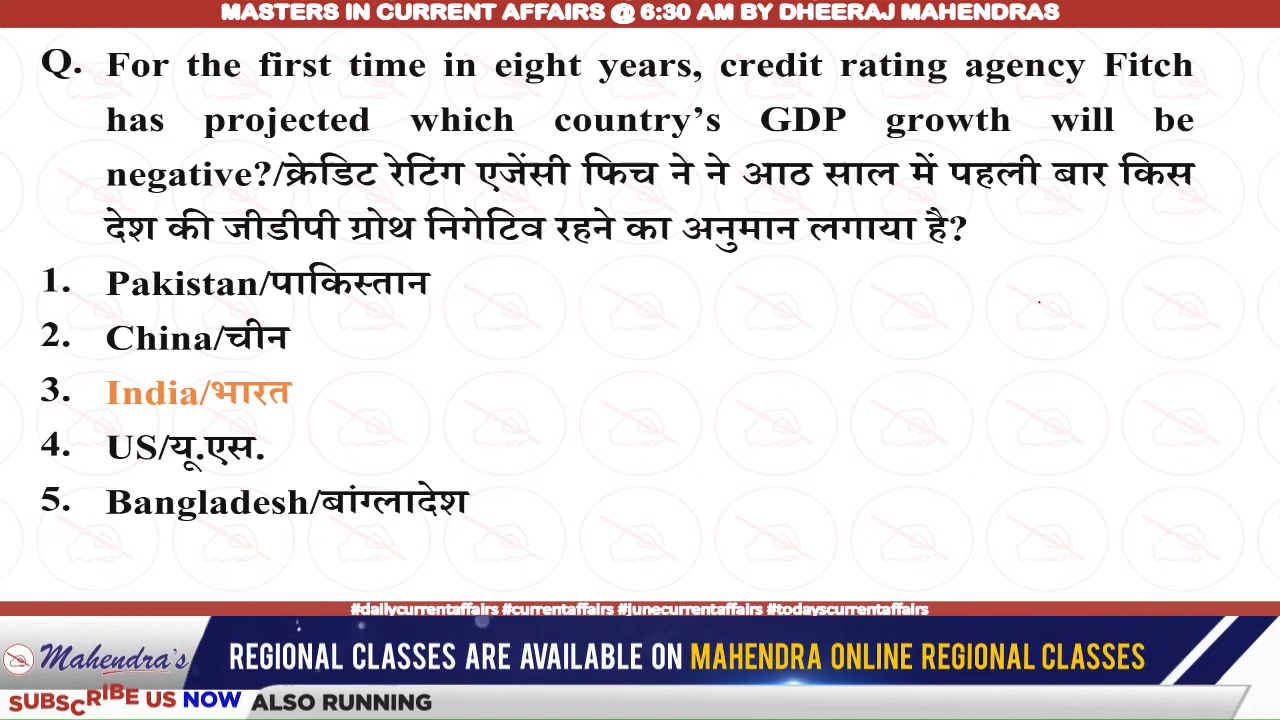 MASTERS IN CURRENT AFFAIRS @ 6:30 AM BY DHEERAJ MAHENDRAS
Q. For the first time in eight years, credit rating agency Fitch
has projected which country’s GDP growth will be
negative?/क्रेडिट रेटिंग एजेंसी फिच ने ने आठ साल में पहली बार किस
देश की जीडीपी ग्रोथ निगेटिव रहने का अनुमान लगाया है?
1. Pakistan/पाकिस्तान
2. China/चीन
3. India/भारत
4. US/यू.एस.
5. Bangladesh/बांग्लादेश
#dailycurrentaffairs #currentaffairs #junecurrentaffairs #todayscurrentaffairs
Mahendra's
REGIONAL CLASSES ARE AVAILABLE ON MAHENDRA ONLINE REGIONAL CLASSES
SUBSCRIBE US NOW
ALSO RUNNING